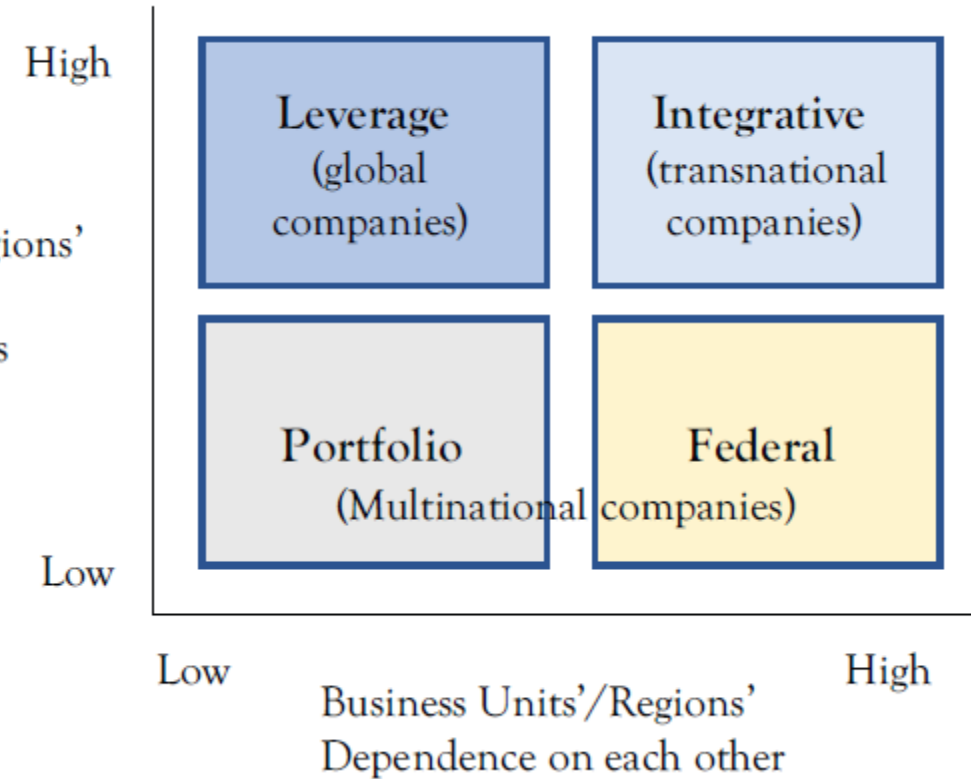 High
Leverage
(global
companies)
Integrative
(transnational
companies)
Portfolio
Federal
(Multinational companies)
Low
Low
High
Business Units’/Regions’
Dependence on each other